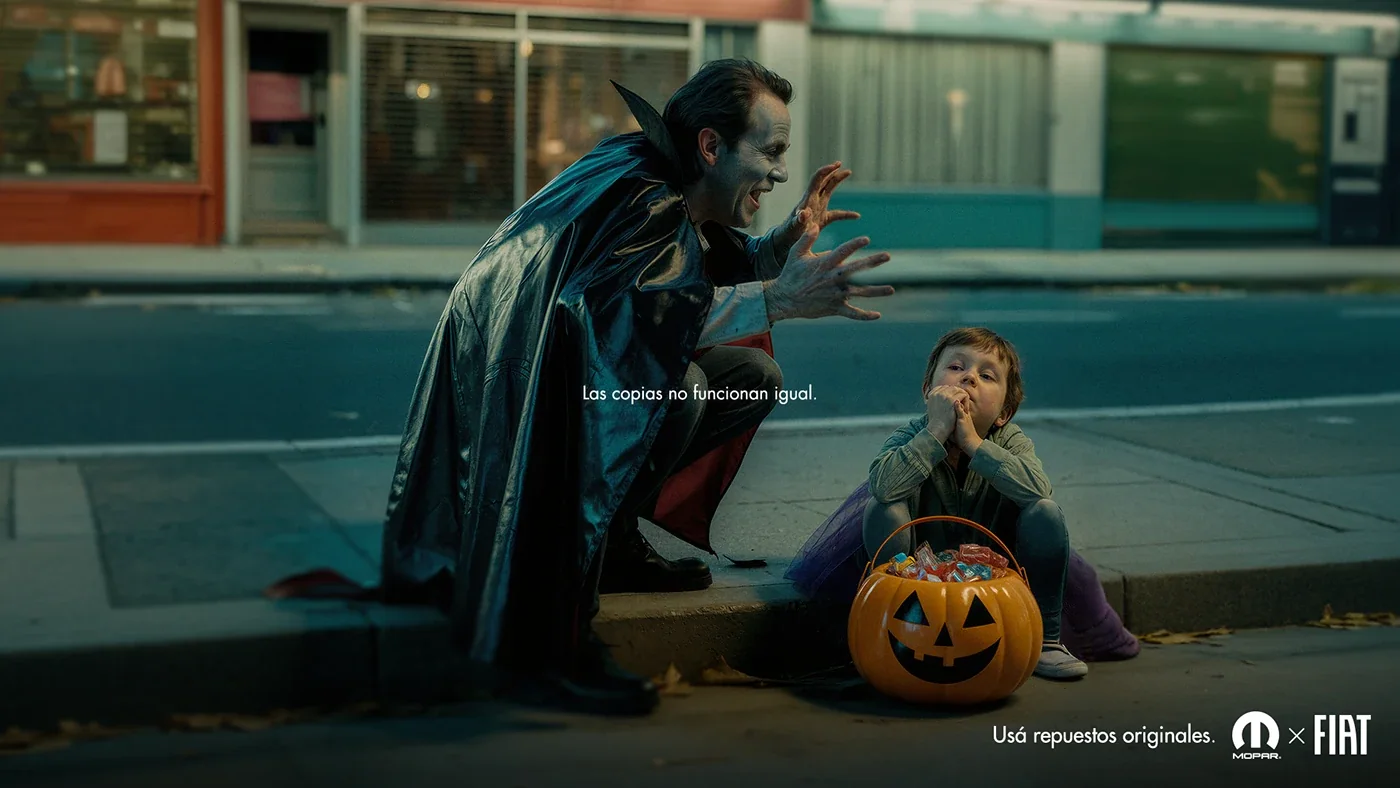 Las copias no funcionan igual.
Usá repuestos originales.
MOPAR
FIAT